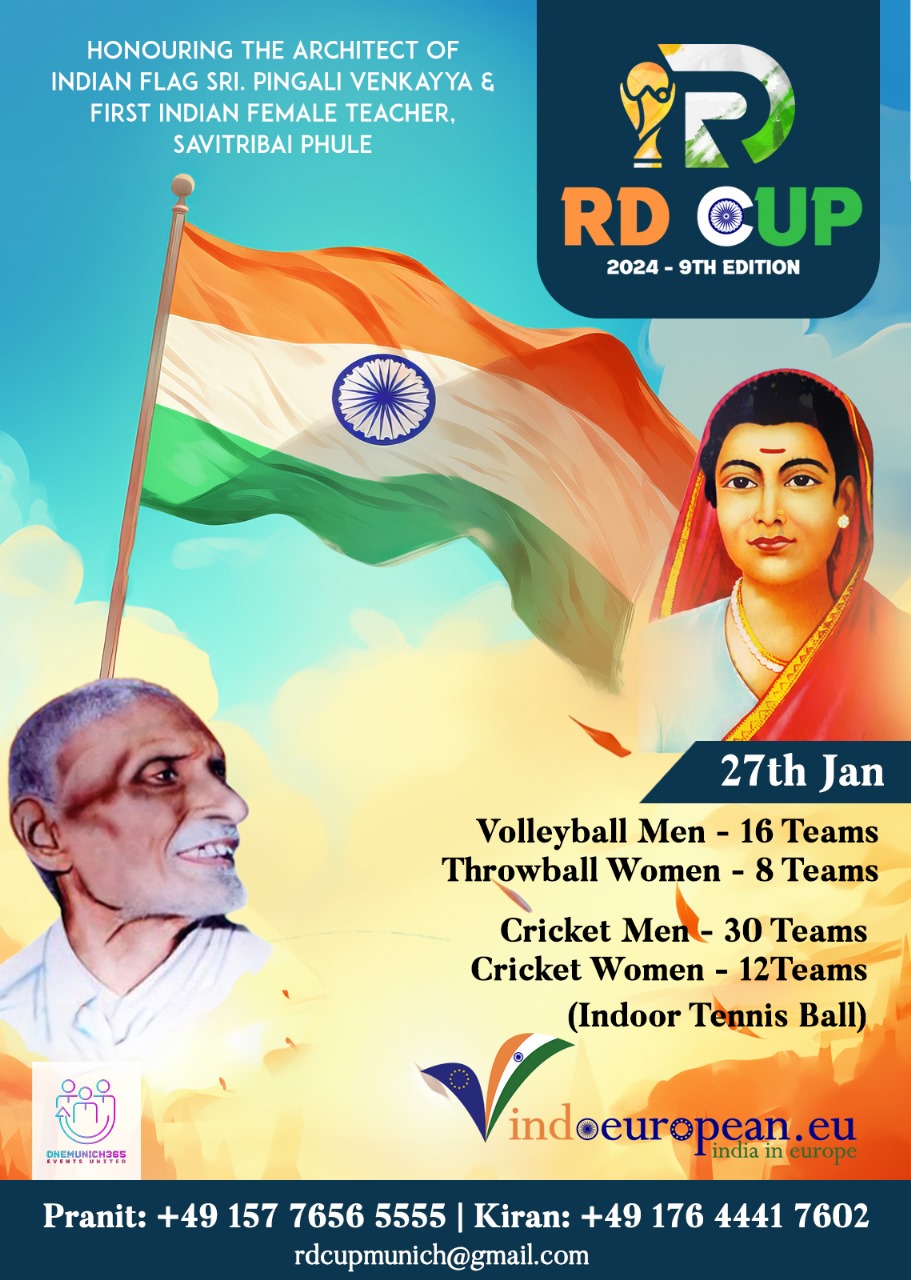 HONOURING THE ARCHITECT OF
INDIAN FLAG SRI. PINGALI VENKAYYA &
FIRST INDIAN FEMALE TEACHER,
SAVITRIBAI PHULE
RD CUP
2024 - 9TH EDITION
27th Jan
Volleyball Men - 16 Teams
Throwball Women - 8 Teams
Cricket Men - 30 Teams
Cricket Women - 12Teams
(Indoor Tennis Ball)
indoeuropean.eu
india in europe
ONEMUNICH365
EVENTS UNITED
Pranit: +49 157 7656 5555 | Kiran: +49 176 4441 7602
rdcupmunich@gmail.com